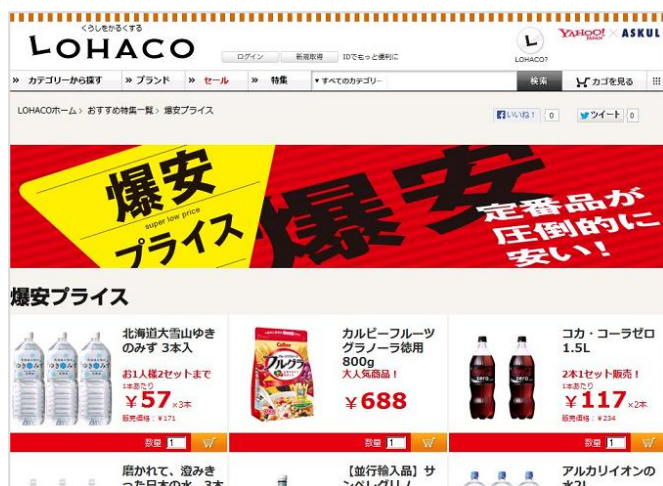 くらしをかるくする
LOHACO
ログイン 新規取得 IDでもっと便利に
L
LOHACO?
YAHOO! JAPAN × ASKUL
» カテゴリーから探す » ブランド » セール » 特集 ▼すべてのカテゴリー 検索 カゴを見る
LOHACOホーム > おすすめ特集一覧 > 爆安プライス
いいね！ 0 ツイート 0
爆安
super low price
プライス
爆安
定番品が
圧倒的に
安い！
爆安プライス
北海道大雪山ゆき
のみず 3本入
お1人様2セットまで
1本あたり
¥57×3本
販売価格：¥171
数量 1
カルビーフルーツ
グラノーラ徳用
800g
大人気商品！
¥688
数量 1
コカ・コーラゼロ
1.5L
2本1セット販売！
1本あたり
¥117×2本
販売価格：¥234
数量 1
Calbee
フルグラ
zero
zero
磨かれて、澄みき
った日本の水 3本
【並行輸入品】サ
ンペレグリノ
アルカリイオンの
水2L